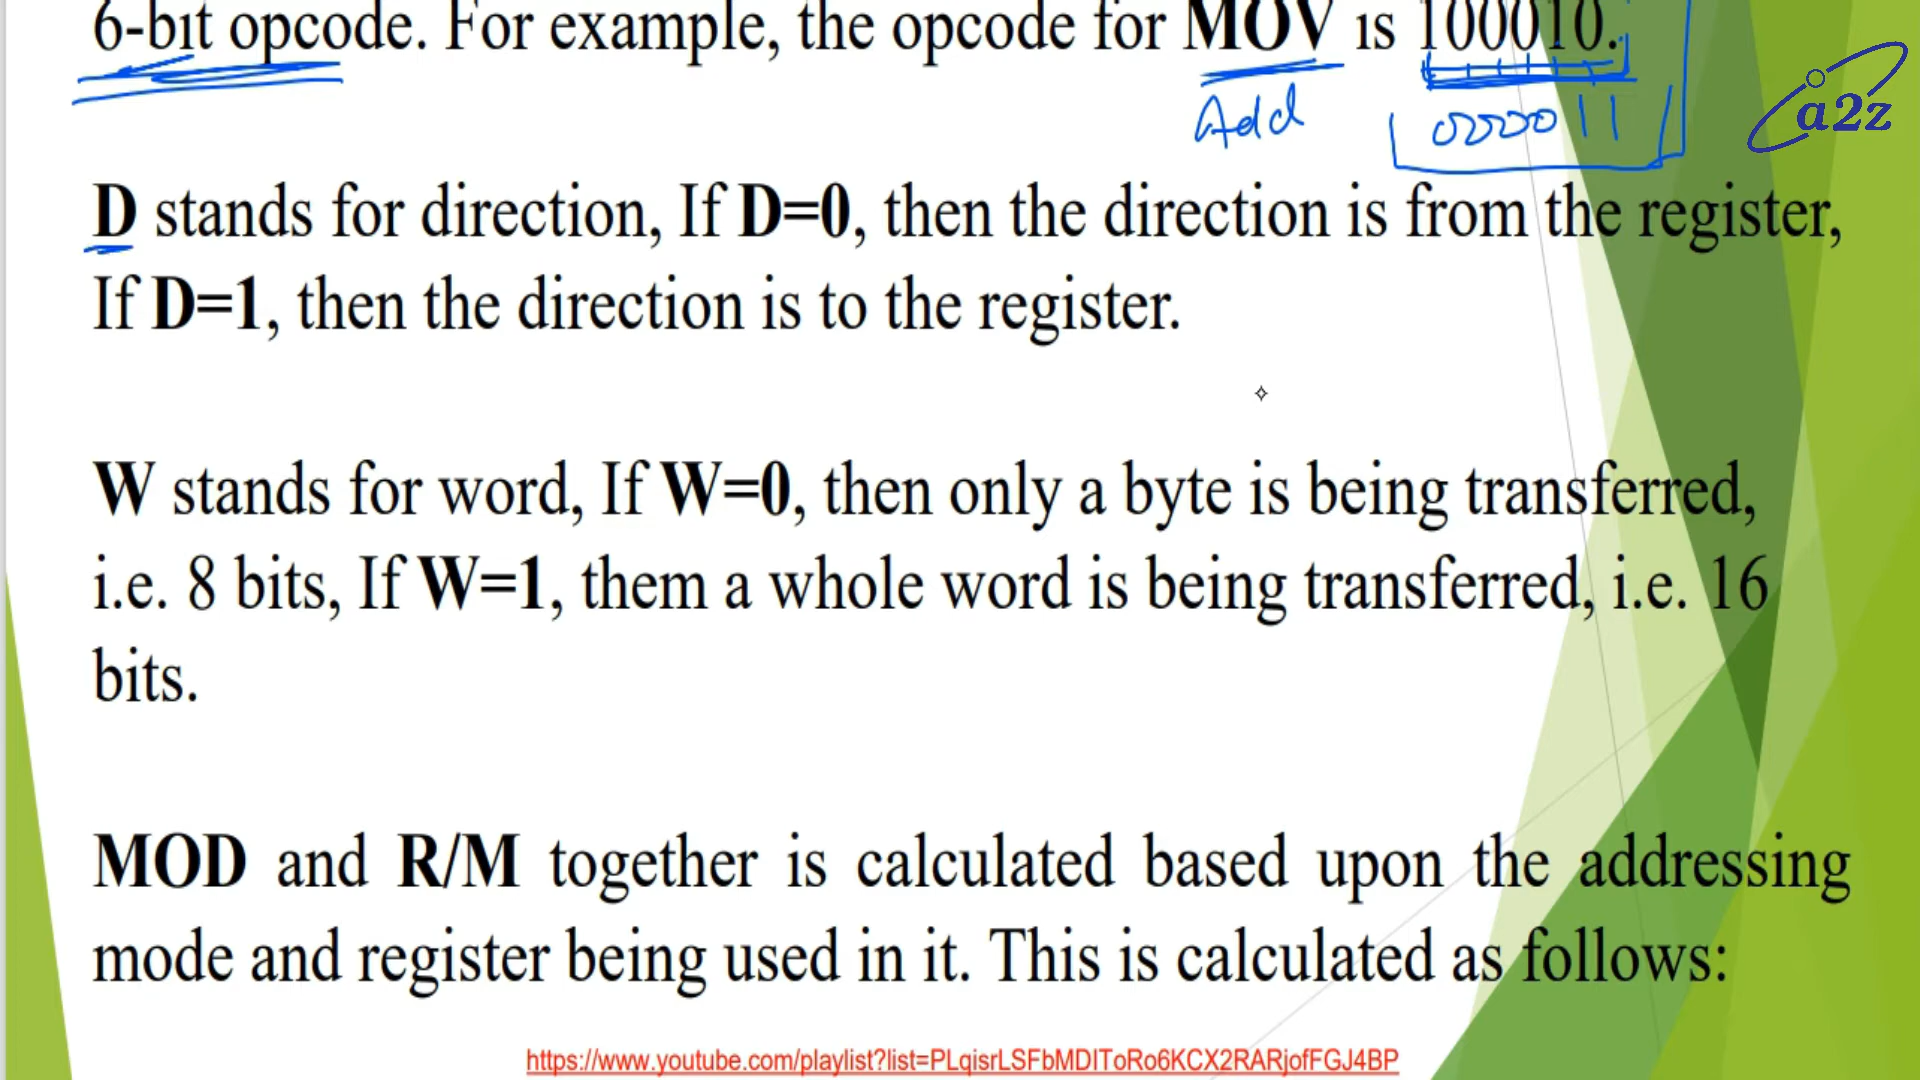 6-bit opcode. For example, the opcode for MOV is 100010.
Add 000011
a2z
D stands for direction, If D=0, then the direction is from the register,
If D=1, then the direction is to the register.
W stands for word, If W=0, then only a byte is being transferred,
i.e. 8 bits, If W=1, them a whole word is being transferred, i.e. 16
bits.
MOD and R/M together is calculated based upon the addressing
mode and register being used in it. This is calculated as follows:
https://www.youtube.com/playlist?list=PLqisrLSFbMDIToRo6KCX2RARjofFGJ4BP